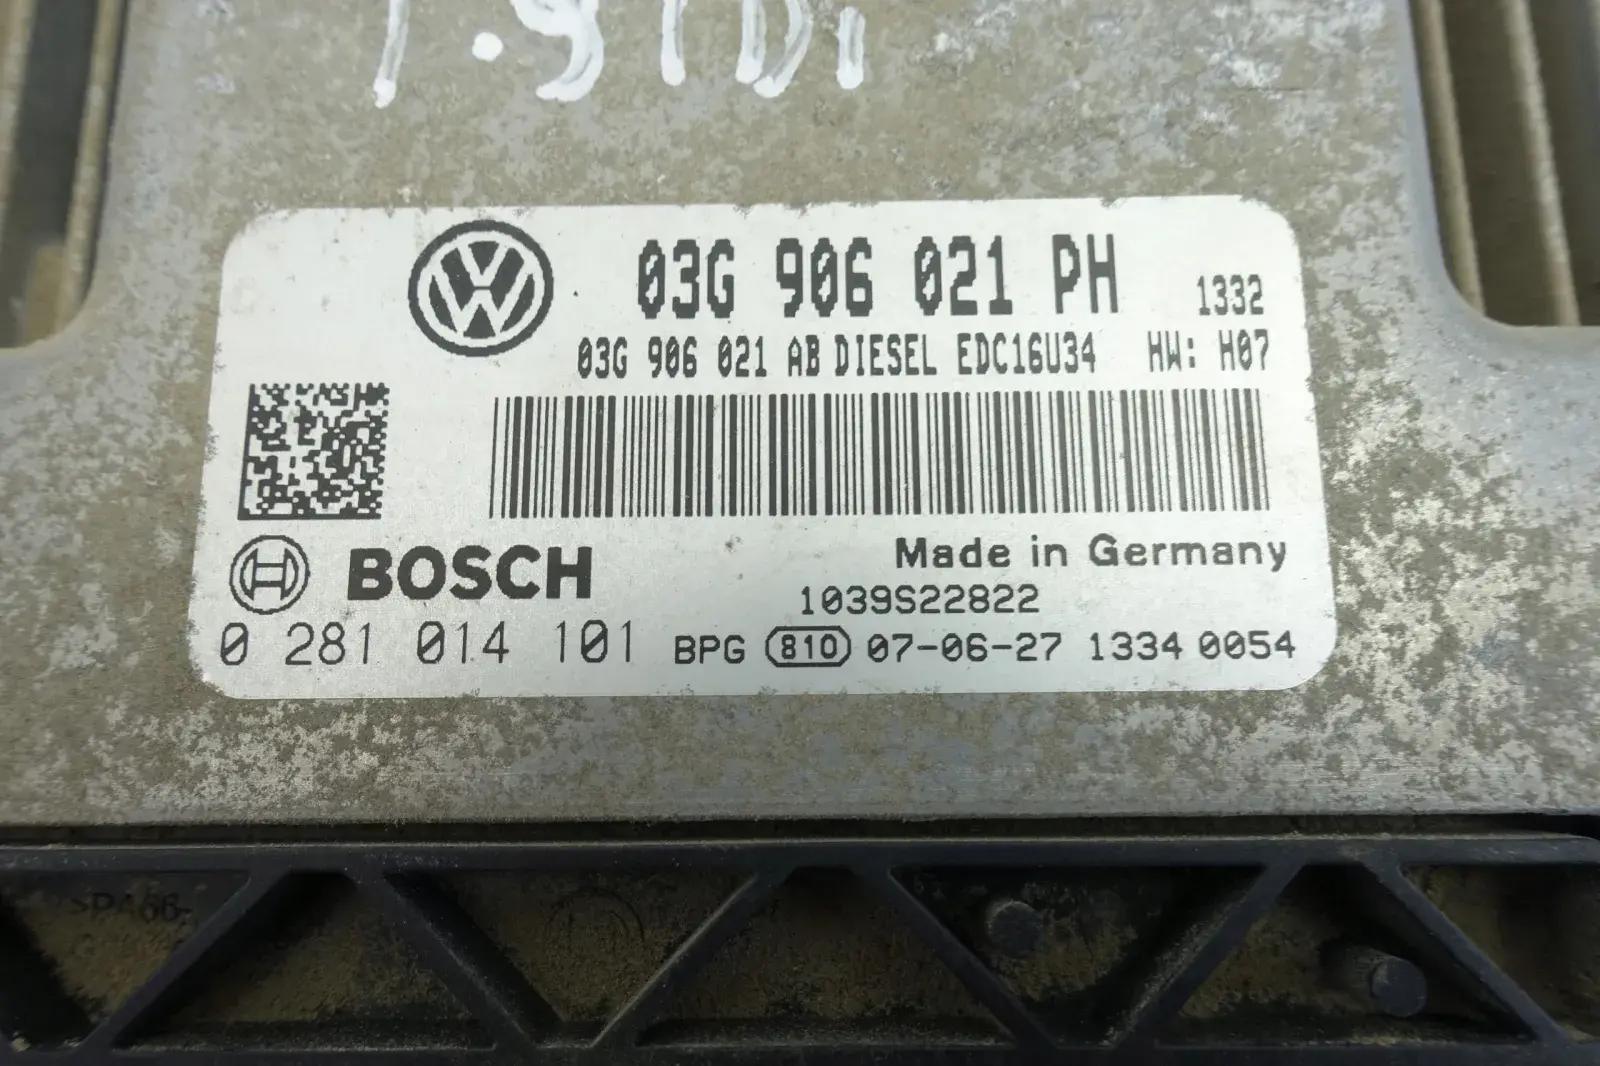 1.9TDi
03G 906 021 PH 1332
03G 906 021 AB DIESEL EDC16U34 HW: H07
BOSCH
Made in Germany
1039S22822
0 281 014 101 BPG 810 07-06-27 1334 0054
>PA66-